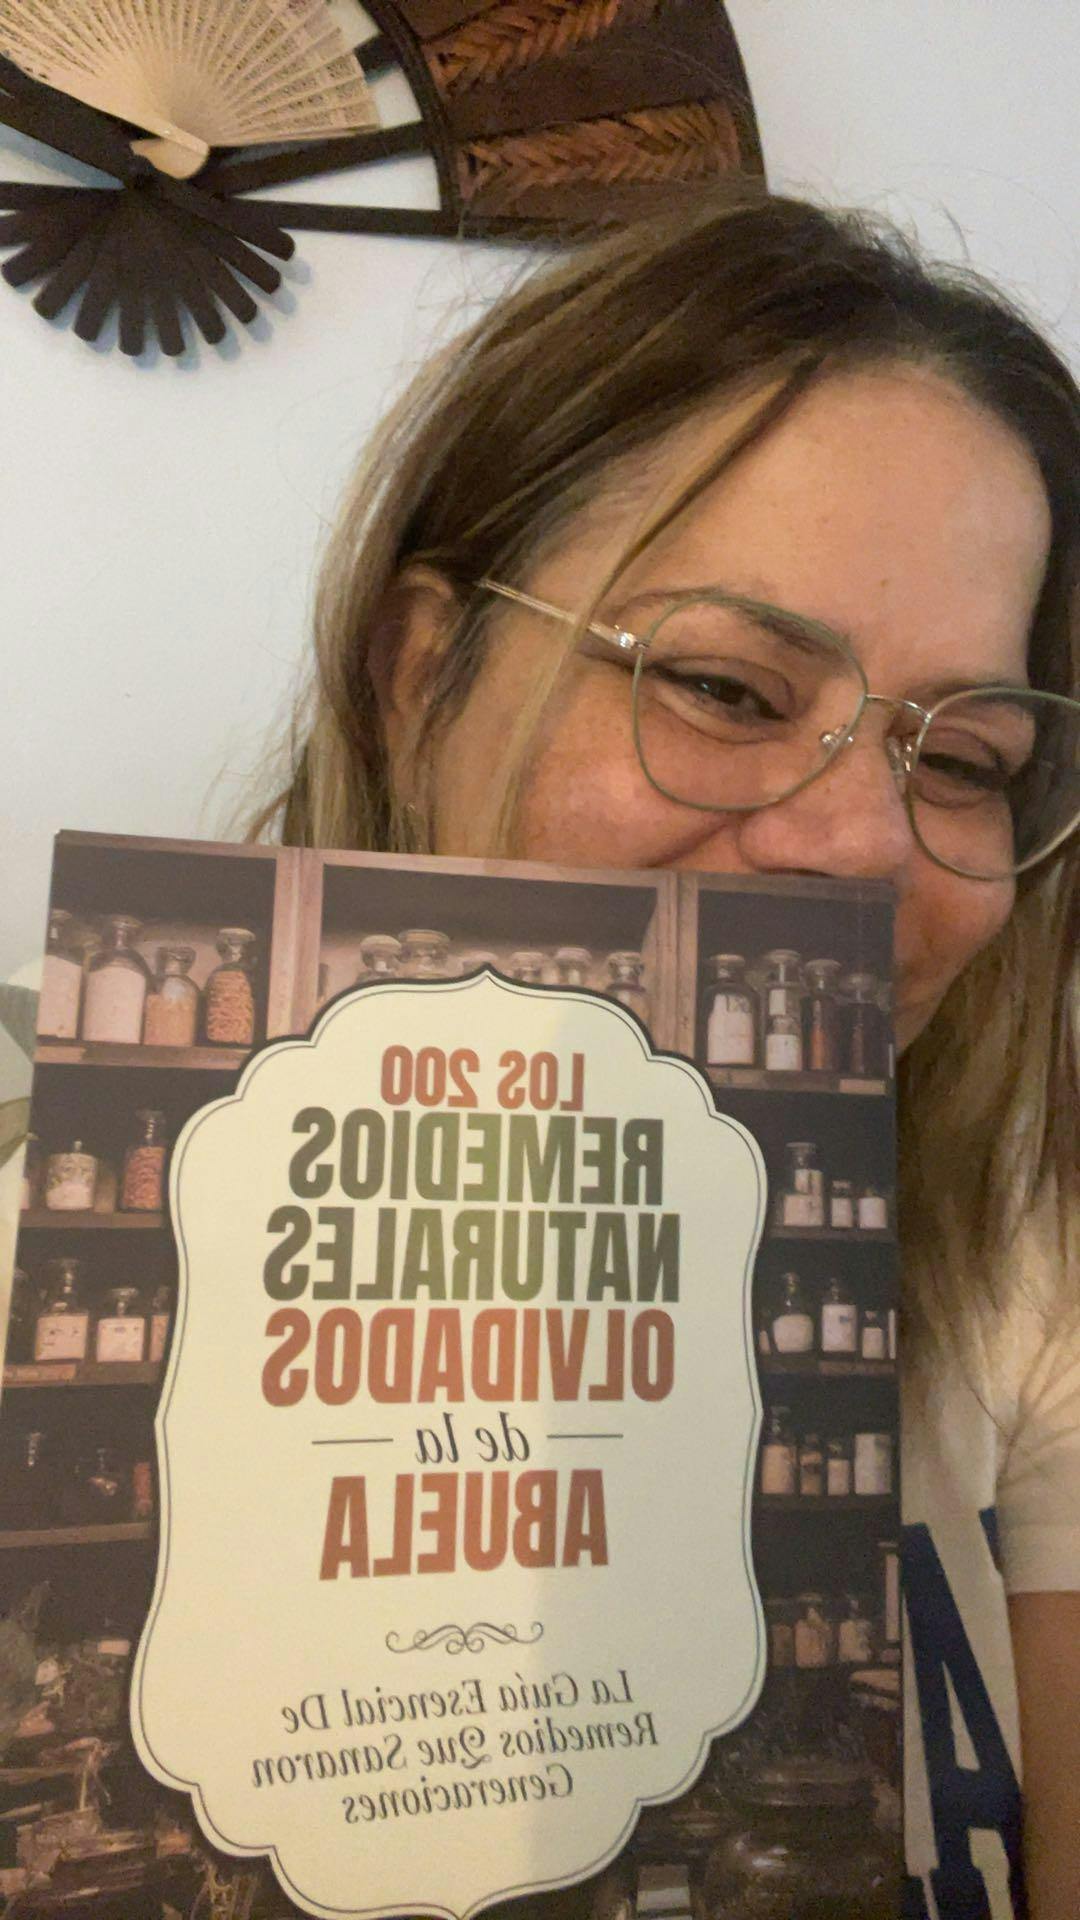 LOS 200
REMEDIOS
NATURALES
OLVIDADOS
de la
ABUELA
La Guía Esencial De
Remedios Que Sanaron
Generaciones